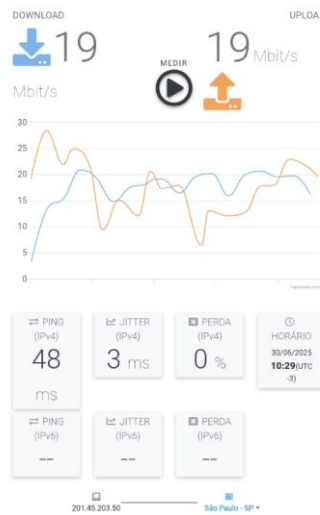 DOWNLOAD
UPLOA
19
Mbit/s
MEDIR
19 Mbit/s
30
25
20
15
10
5
0
PING
(IPv4)
48
ms
JITTER
(IPv4)
3 ms
PERDA
(IPv4)
0 %
HORÁRIO
30/06/2025
10:29(UTC
-3)
PING
(IPv6)
--
JITTER
(IPv6)
--
PERDA
(IPv6)
--
201.45.203.50
São Paulo - SP